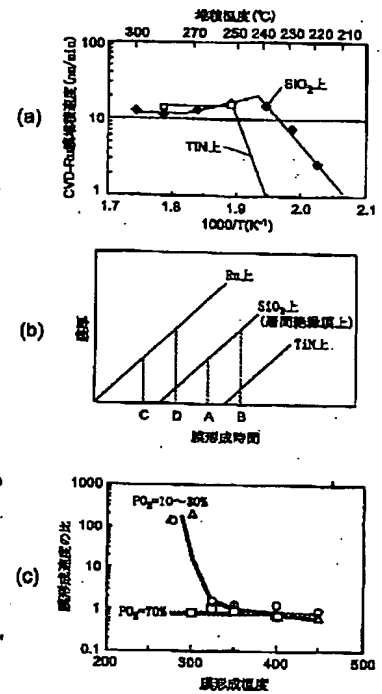 堆積温度(℃)
300 270 250 240 230 220 210
(a)
CVD-Ru膜堆積速度(nm/min)
100
10
1
SiO₂上
TiN上
1.7 1.8 1.9 2.0 2.1
1000/T(K⁻¹)
(b)
膜厚
Ru上
SiO₂上
(層間絶縁膜上)
TiN上
C D A B
膜形成時間
(c)
膜形成速度の比
1000
100
10
1
0.1
PO₂=10~30%
PO₂=70%
200 300 400 500
膜形成温度